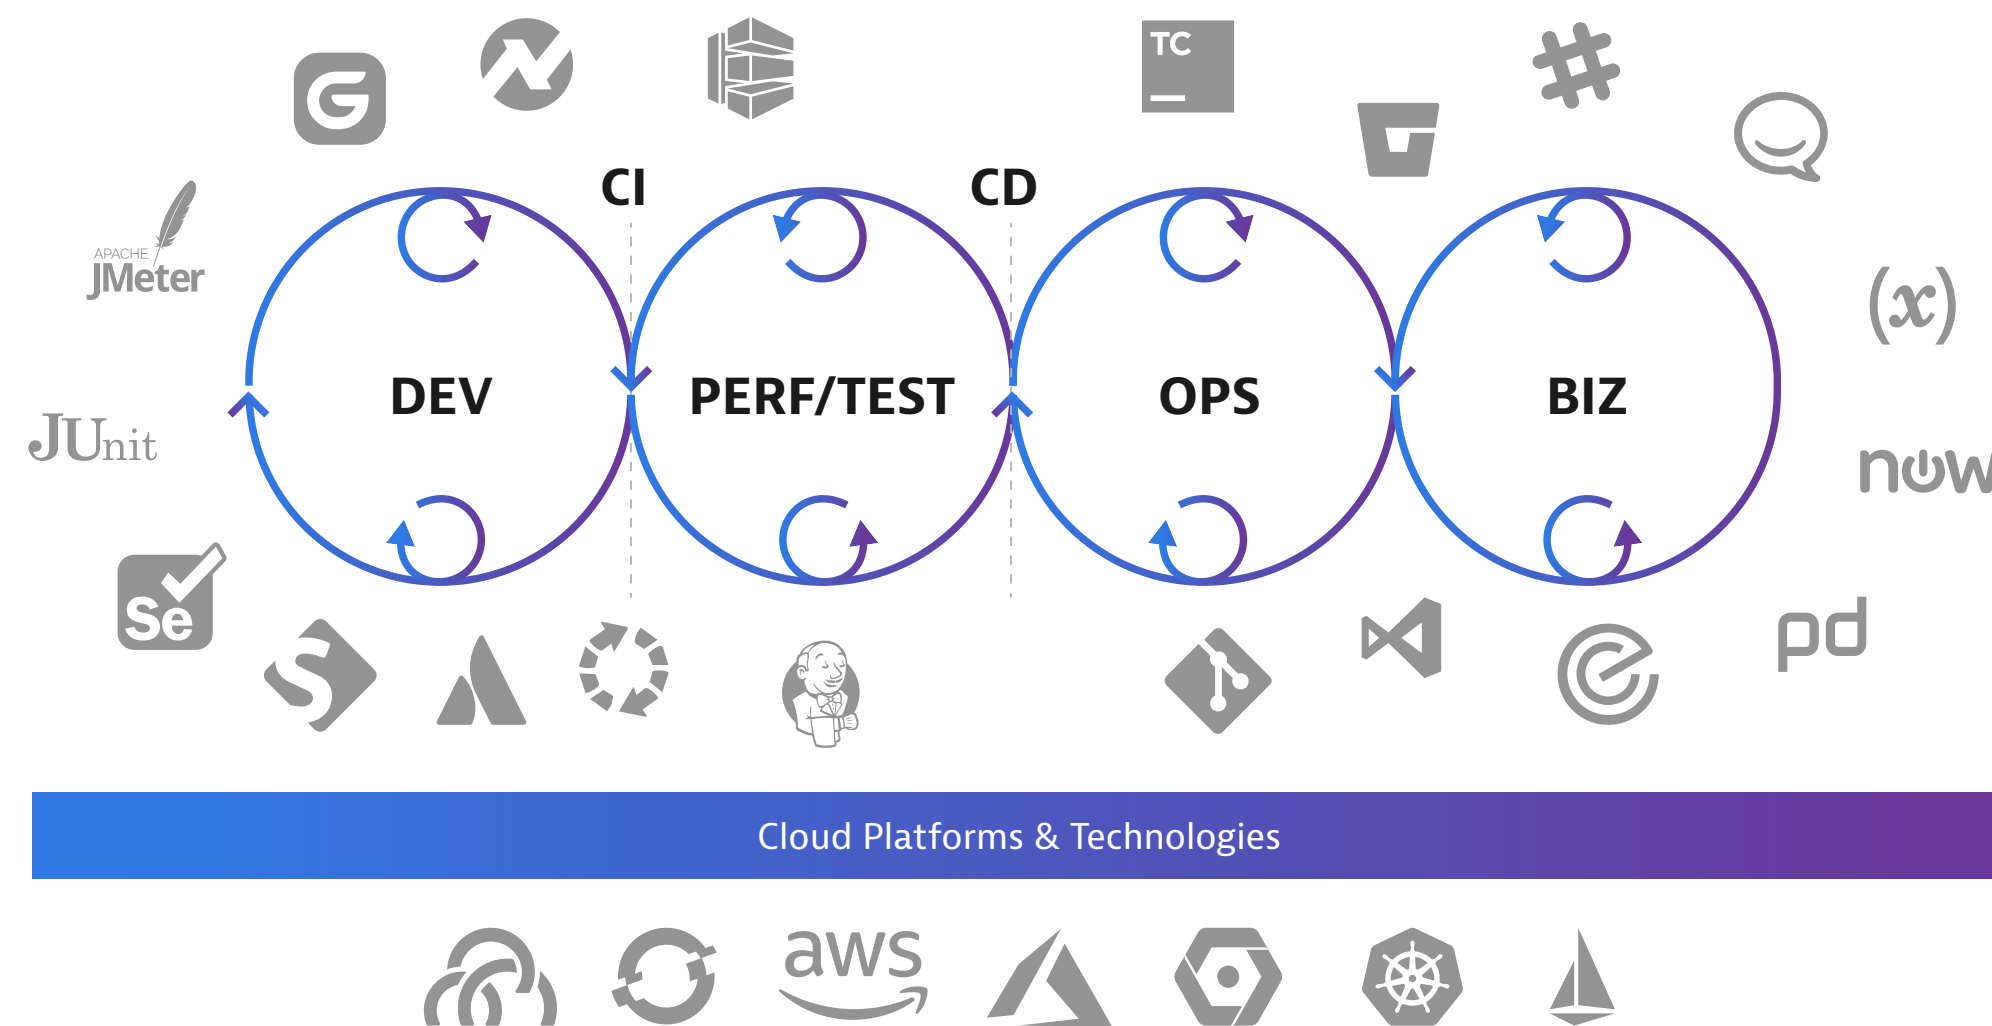 TC
CI
CD
APACHE
JMeter
(x)
DEV
PERF/TEST
OPS
BIZ
JUnit
now
Se
pd
Cloud Platforms & Technologies
aws